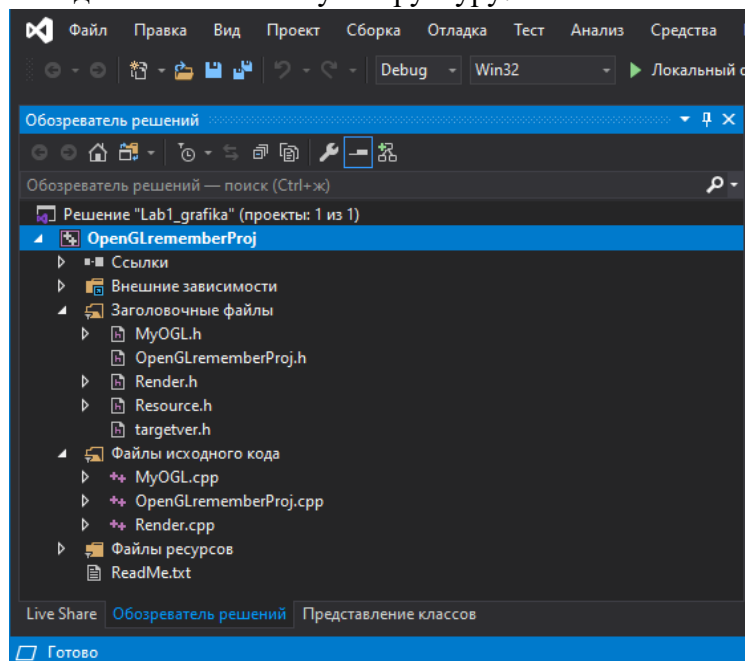 Файл Правка Вид Проект Сборка Отладка Тест Анализ Средства
Debug Win32 Локальный
Обозреватель решений
Обозреватель решений — поиск (Ctrl+ж)
Решение "Lab1_grafika" (проекты: 1 из 1)
OpenGLrememberProj
Ссылки
Внешние зависимости
Заголовочные файлы
MyOGL.h
OpenGLrememberProj.h
Render.h
Resource.h
targetver.h
Файлы исходного кода
MyOGL.cpp
OpenGLrememberProj.cpp
Render.cpp
Файлы ресурсов
ReadMe.txt
Live Share Обозреватель решений Представление классов
Готово